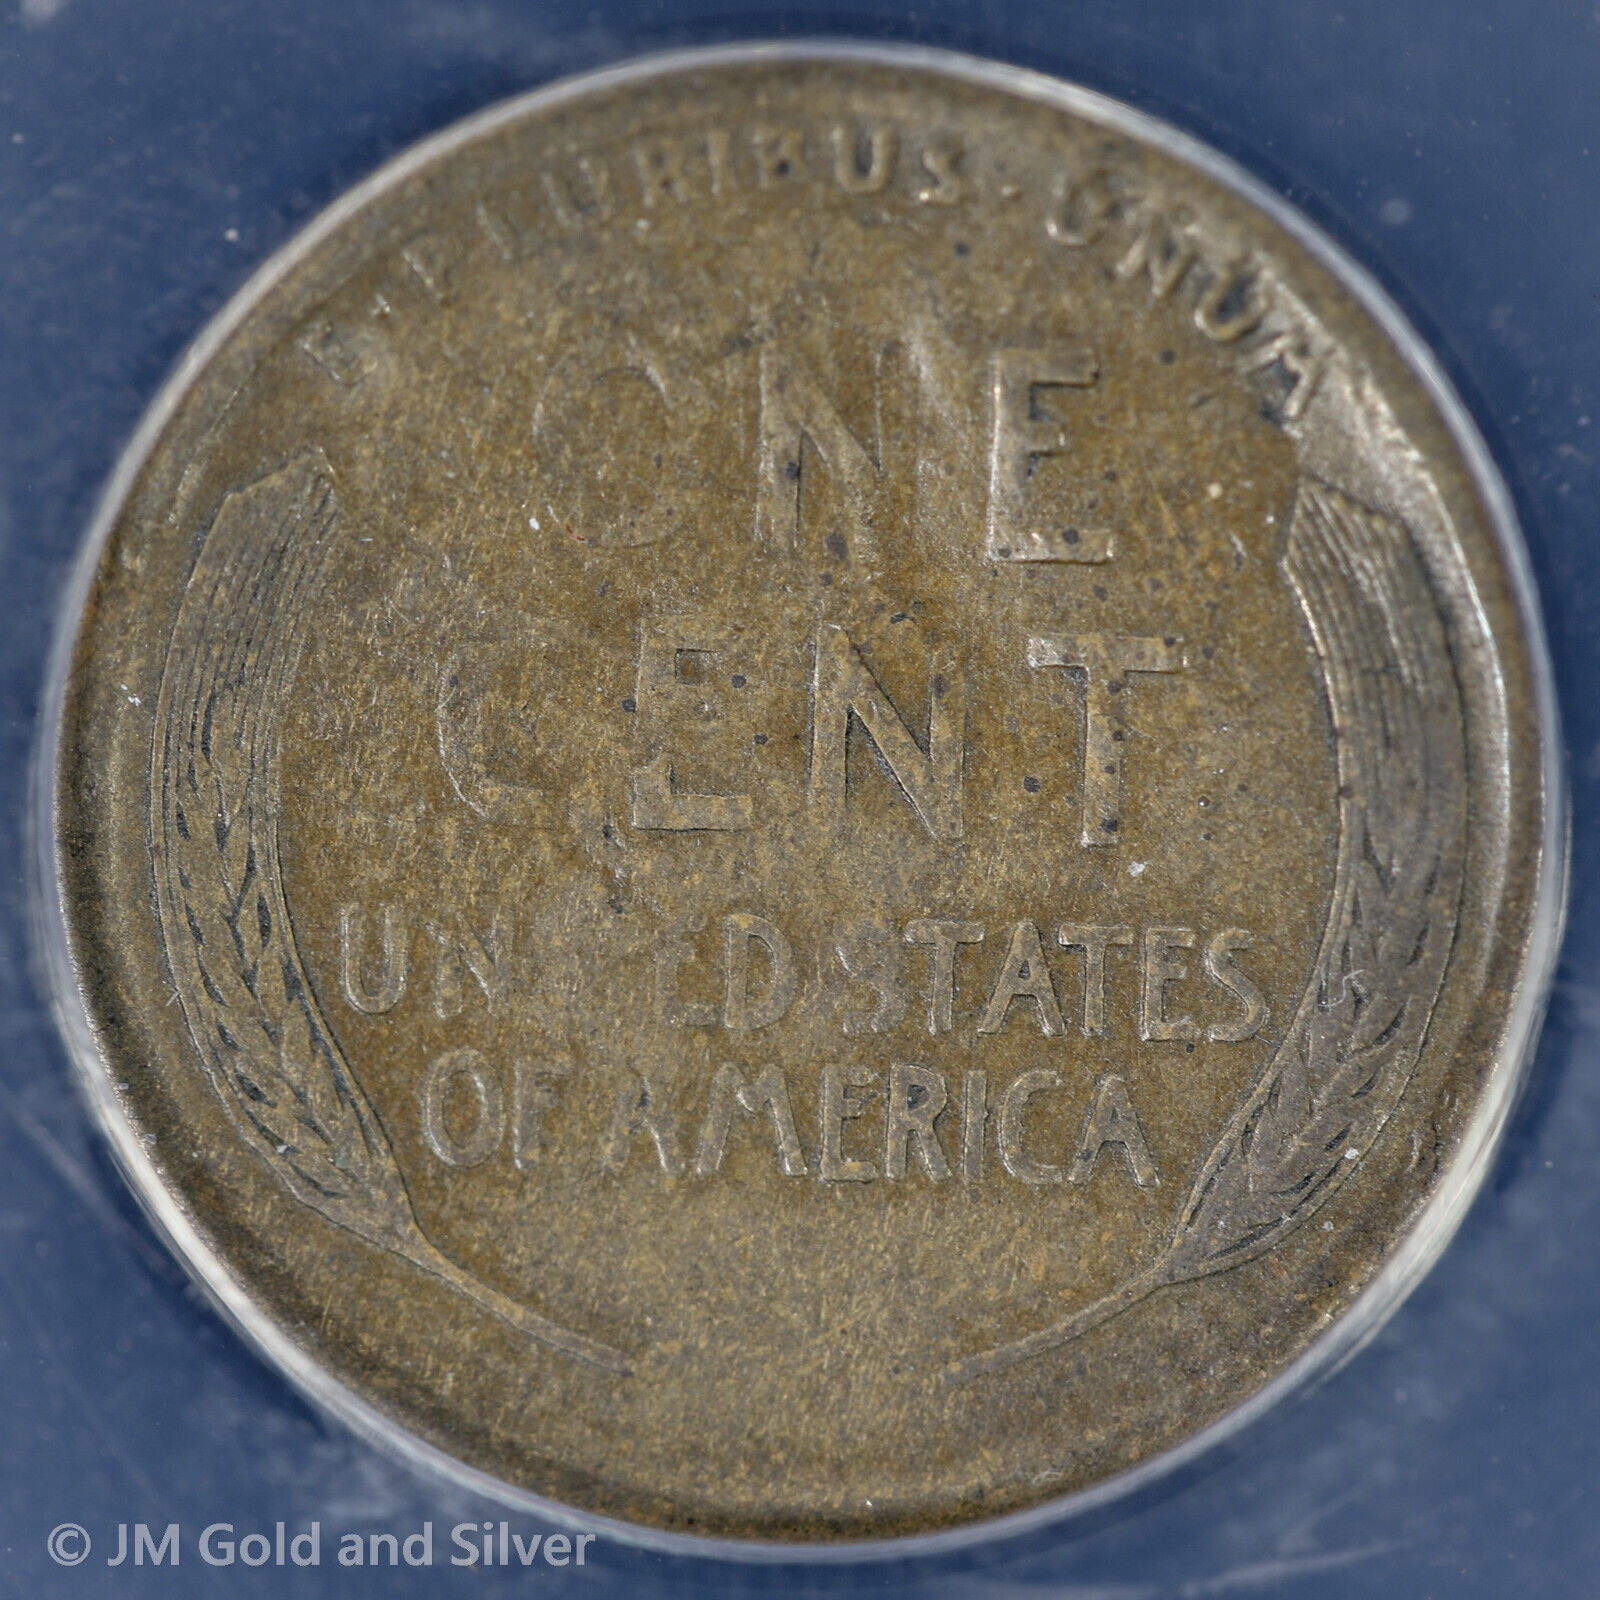 E · PLURIBUS · UNUM
ONE
CENT
UNITED STATES
OF AMERICA
© JM Gold and Silver